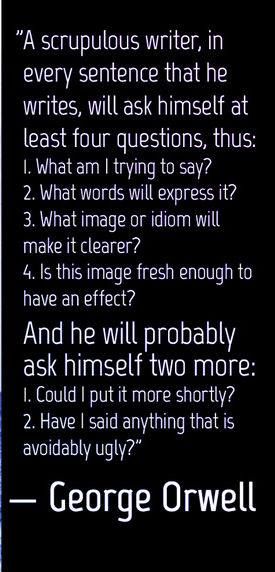 "A scrupulous writer, in
every sentence that he
writes, will ask himself at
least four questions, thus:
1. What am I trying to say?
2. What words will express it?
3. What image or idiom will
make it clearer?
4. Is this image fresh enough to
have an effect?
And he will probably
ask himself two more:
1. Could I put it more shortly?
2. Have I said anything that is
avoidably ugly?"
— George Orwell